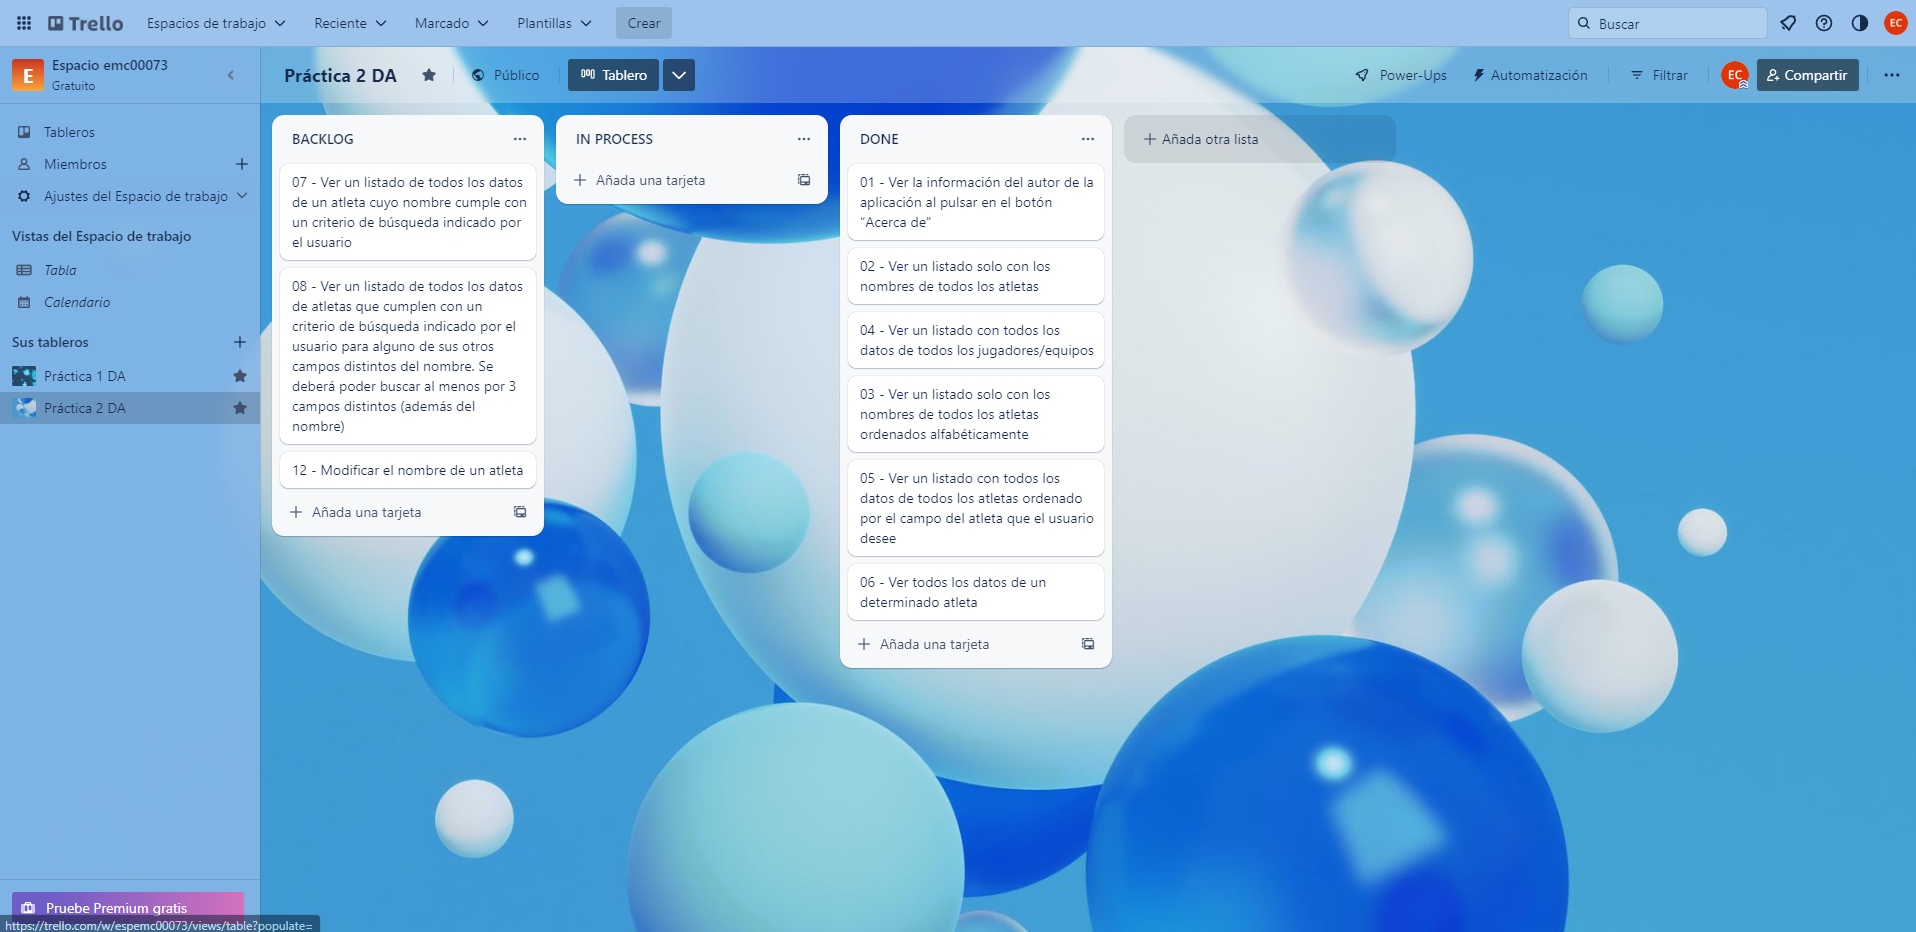 Trello
Espacios de trabajo
Reciente
Marcado
Plantillas
Crear
Buscar
EC
E
Espacio emc00073
Gratuito
Práctica 2 DA
Público
Tablero
Power-Ups
Automatización
Filtrar
EC
Compartir
Tableros
Miembros
Ajustes del Espacio de trabajo
Vistas del Espacio de trabajo
Tabla
Calendario
Sus tableros
Práctica 1 DA
Práctica 2 DA
Pruebe Premium gratis
https://trello.com/w/espemc00073/views/table?populate=
BACKLOG
07 - Ver un listado de todos los datos
de un atleta cuyo nombre cumple con
un criterio de búsqueda indicado por
el usuario
08 - Ver un listado de todos los datos
de atletas que cumplen con un
criterio de búsqueda indicado por el
usuario para alguno de sus otros
campos distintos del nombre. Se
deberá poder buscar al menos por 3
campos distintos (además del
nombre)
12 - Modificar el nombre de un atleta
Añada una tarjeta
IN PROCESS
Añada una tarjeta
DONE
01 - Ver la información del autor de la
aplicación al pulsar en el botón
“Acerca de"
02 - Ver un listado solo con los
nombres de todos los atletas
04 - Ver un listado con todos los
datos de todos los jugadores/equipos
03 - Ver un listado solo con los
nombres de todos los atletas
ordenados alfabéticamente
05 - Ver un listado con todos los
datos de todos los atletas ordenado
por el campo del atleta que el usuario
desee
06 - Ver todos los datos de un
determinado atleta
Añada una tarjeta
Añada otra lista